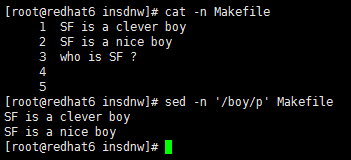 [root@redhat6 insdnw]# cat -n Makefile
     1  SF is a clever boy
     2  SF is a nice boy
     3  who is SF ?
     4
     5
[root@redhat6 insdnw]# sed -n '/boy/p' Makefile
SF is a clever boy
SF is a nice boy
[root@redhat6 insdnw]#